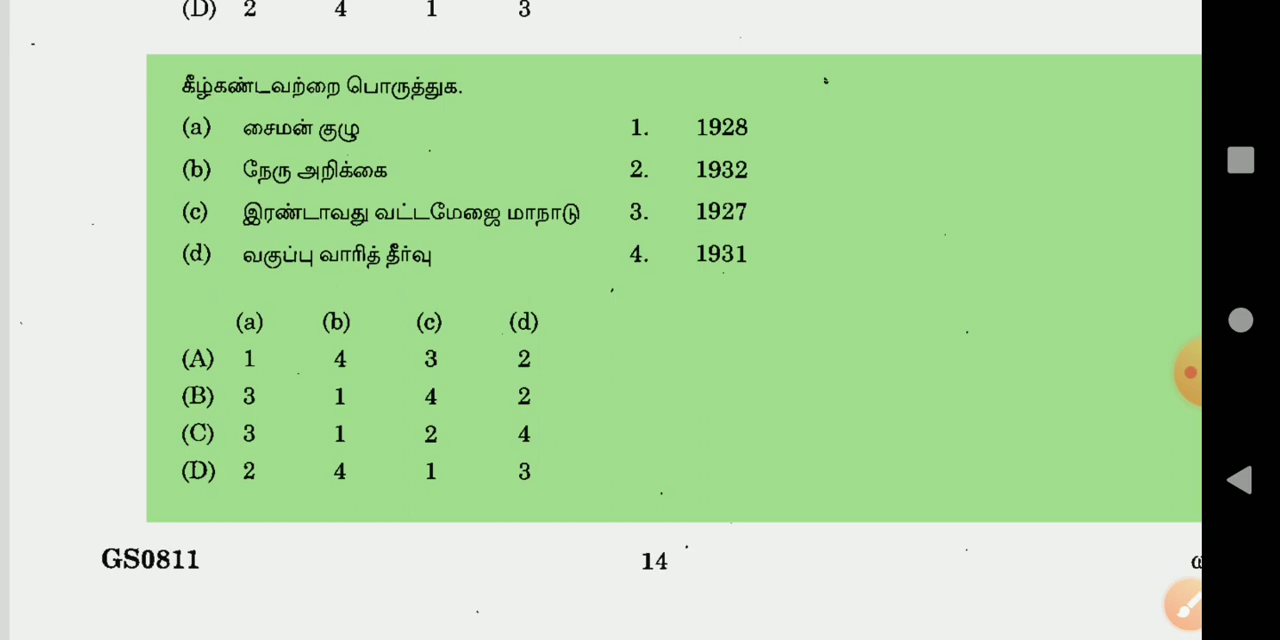 (D) 2 4 1 3
கீழ்கண்டவற்றை பொருத்துக.
(a) சைமன் குழு 1. 1928
(b) நேரு அறிக்கை 2. 1932
(c) இரண்டாவது வட்டமேஜை மாநாடு 3. 1927
(d) வகுப்பு வாரித் தீர்வு 4. 1931
(a) (b) (c) (d)
(A) 1 4 3 2
(B) 3 1 4 2
(C) 3 1 2 4
(D) 2 4 1 3
GS0811 14